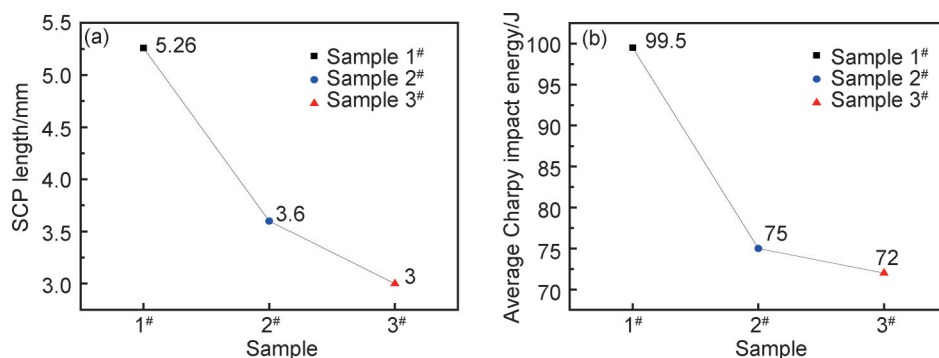 (a)
SCP length/mm
5.5
5.0
4.5
4.0
3.5
3.0
5.26
3.6
3
Sample 1#
Sample 2#
Sample 3#
1# 2# 3#
Sample
(b)
Average Charpy impact energy/J
100
95
90
85
80
75
70
99.5
75
72
Sample 1#
Sample 2#
Sample 3#
1# 2# 3#
Sample